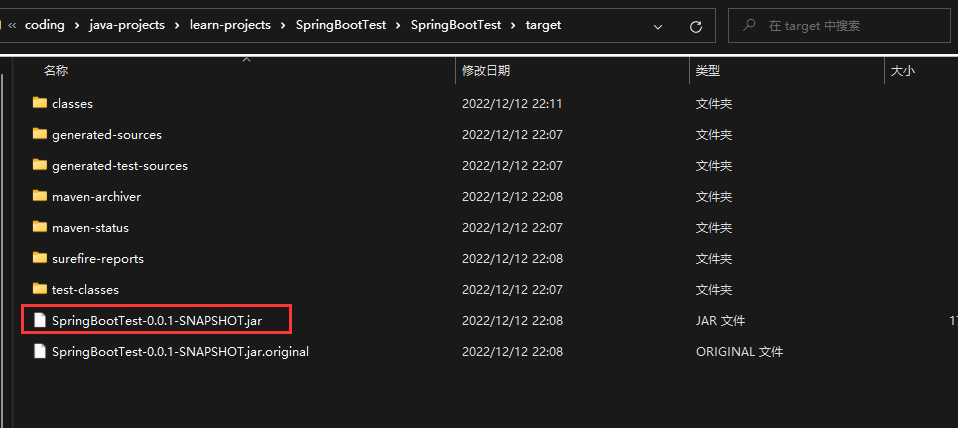 « coding › java-projects › learn-projects › SpringBootTest › SpringBootTest › target 在 target 中搜索
名称 修改日期 类型 大小
classes 2022/12/12 22:11 文件夹
generated-sources 2022/12/12 22:07 文件夹
generated-test-sources 2022/12/12 22:07 文件夹
maven-archiver 2022/12/12 22:08 文件夹
maven-status 2022/12/12 22:07 文件夹
surefire-reports 2022/12/12 22:08 文件夹
test-classes 2022/12/12 22:07 文件夹
SpringBootTest-0.0.1-SNAPSHOT.jar 2022/12/12 22:08 JAR 文件
SpringBootTest-0.0.1-SNAPSHOT.jar.original 2022/12/12 22:08 ORIGINAL 文件